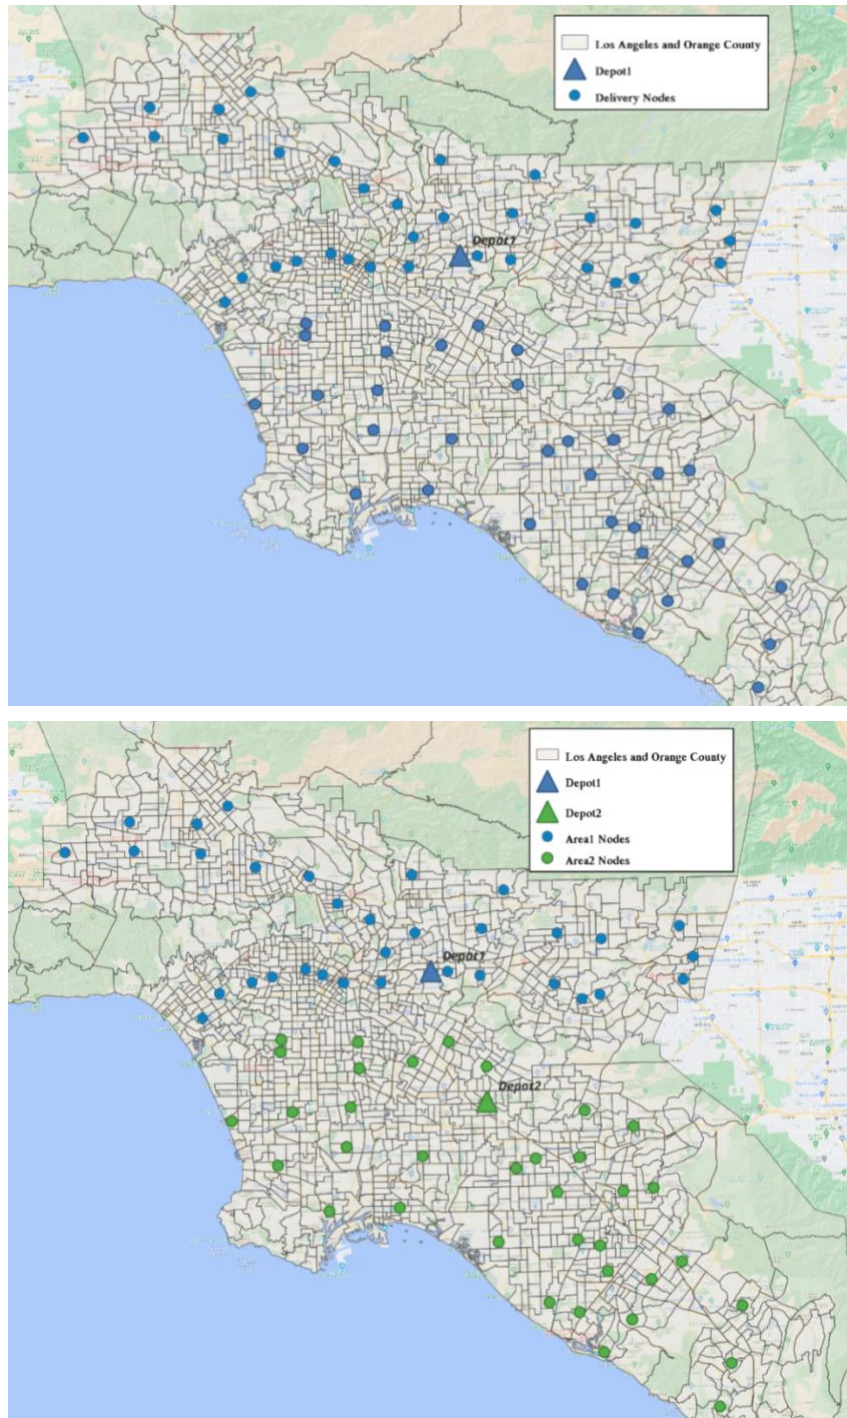 Los Angeles and Orange County
Depot1
Delivery Nodes
Depot1
Los Angeles and Orange County
Depot1
Depot2
Area1 Nodes
Area2 Nodes
Depot1
Depot2